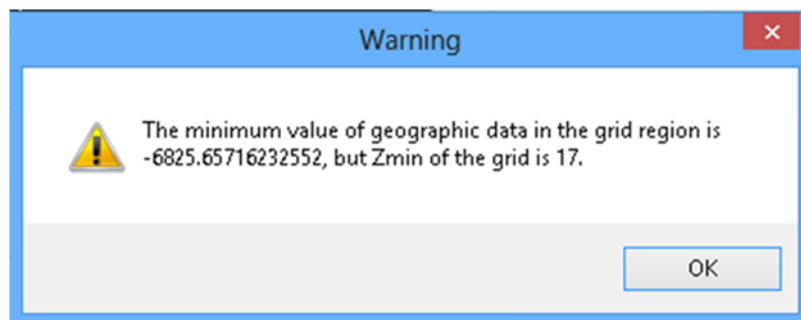 Warning
The minimum value of geographic data in the grid region is
-6825.65716232552, but Zmin of the grid is 17.
OK